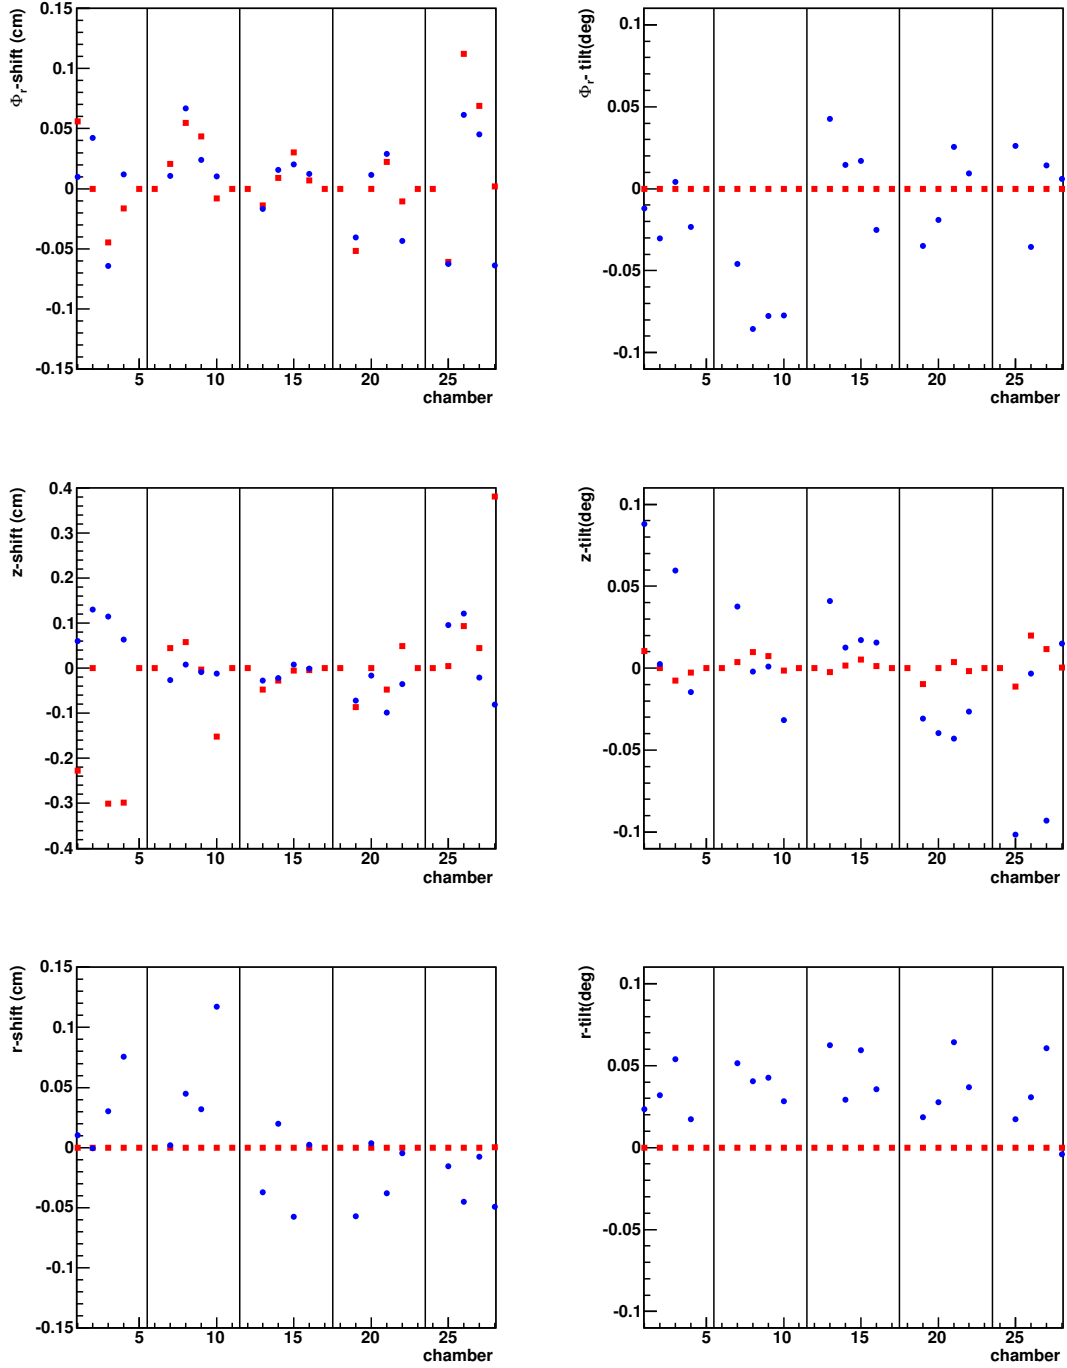 Φr-shift (cm)
0.15
0.1
0.05
0
-0.05
-0.1
-0.15
5 10 15 20 25
chamber
Φr- tilt(deg)
0.1
0.05
0
-0.05
-0.1
5 10 15 20 25
chamber
z-shift (cm)
0.4
0.3
0.2
0.1
0
-0.1
-0.2
-0.3
-0.4
5 10 15 20 25
chamber
z-tilt(deg)
0.1
0.05
0
-0.05
-0.1
5 10 15 20 25
chamber
r-shift (cm)
0.15
0.1
0.05
0
-0.05
-0.1
-0.15
5 10 15 20 25
chamber
r-tilt(deg)
0.1
0.05
0
-0.05
-0.1
5 10 15 20 25
chamber